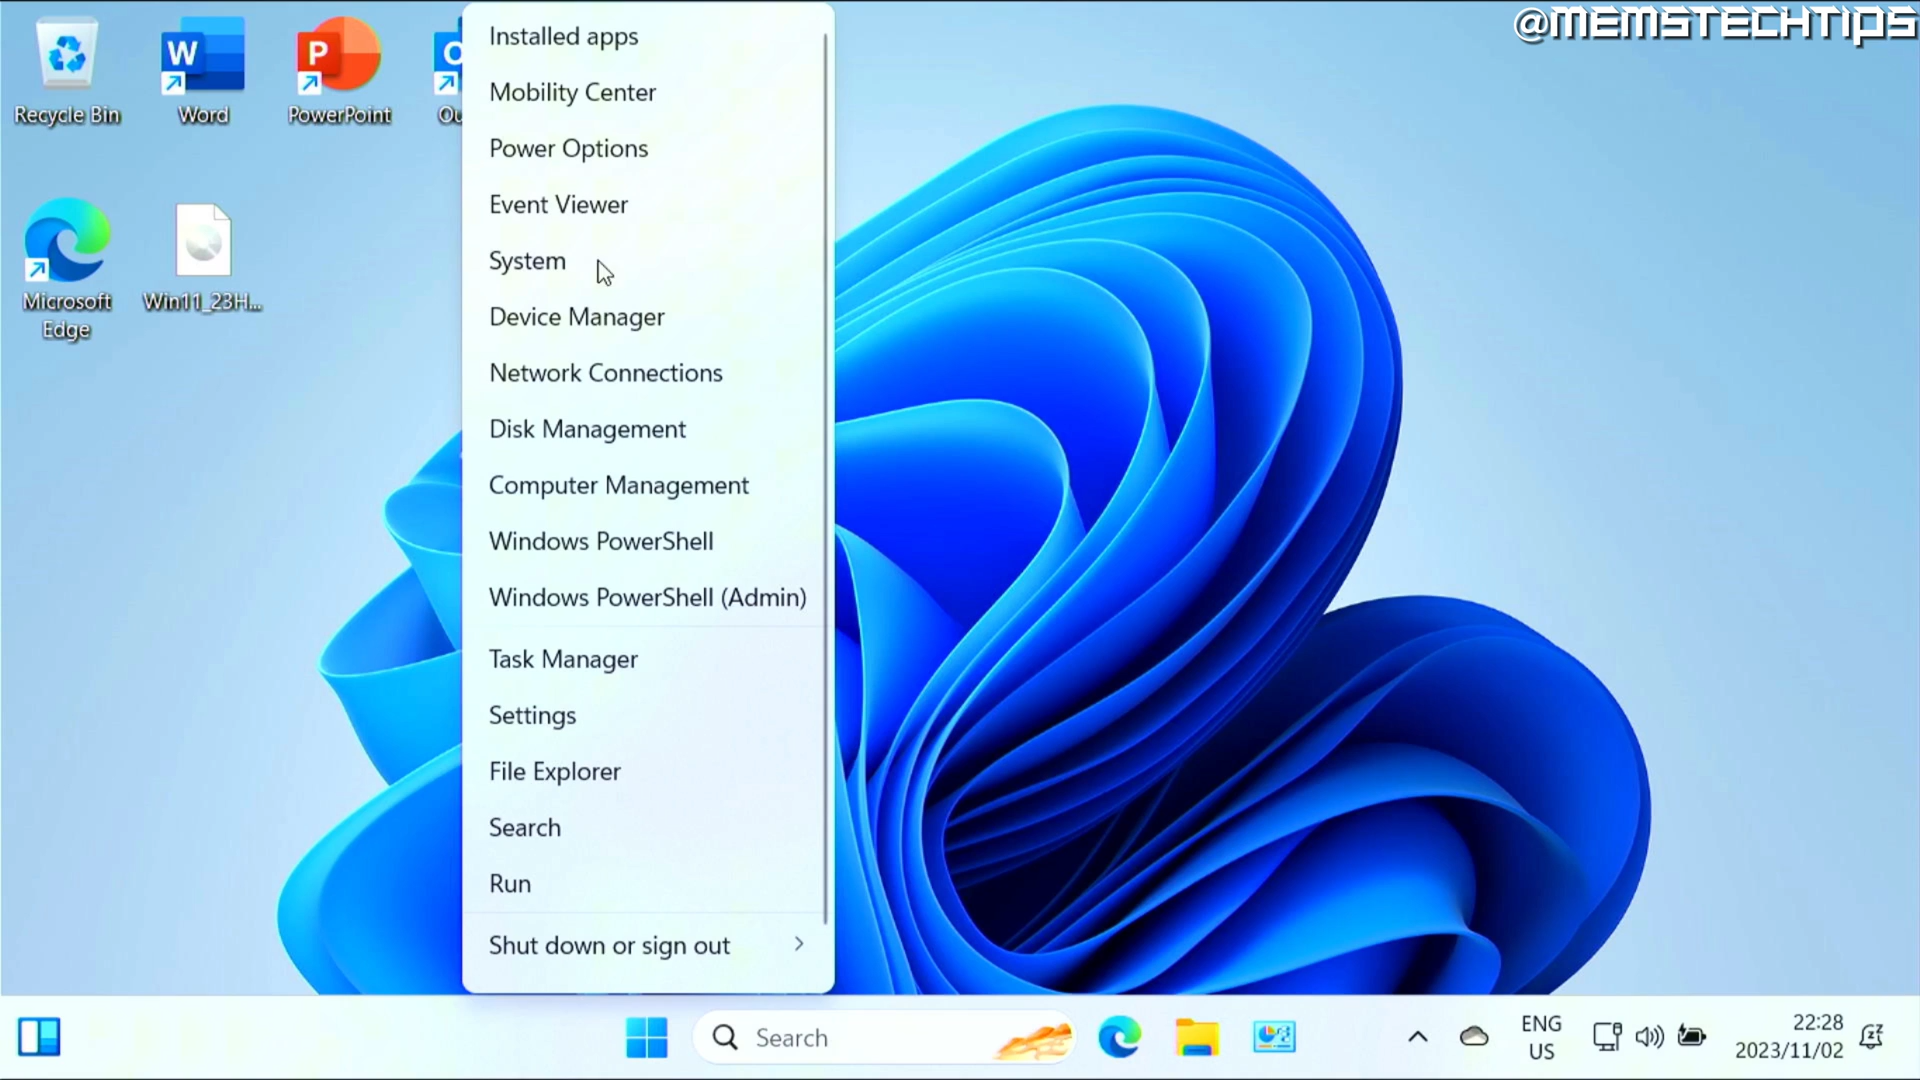 @MEMSTECHTIPS
Recycle Bin
Word
PowerPoint
Ou
Microsoft
Edge
Win11_23H...
Installed apps
Mobility Center
Power Options
Event Viewer
System
Device Manager
Network Connections
Disk Management
Computer Management
Windows PowerShell
Windows PowerShell (Admin)
Task Manager
Settings
File Explorer
Search
Run
Shut down or sign out
Search
ENG
US
22:28
2023/11/02